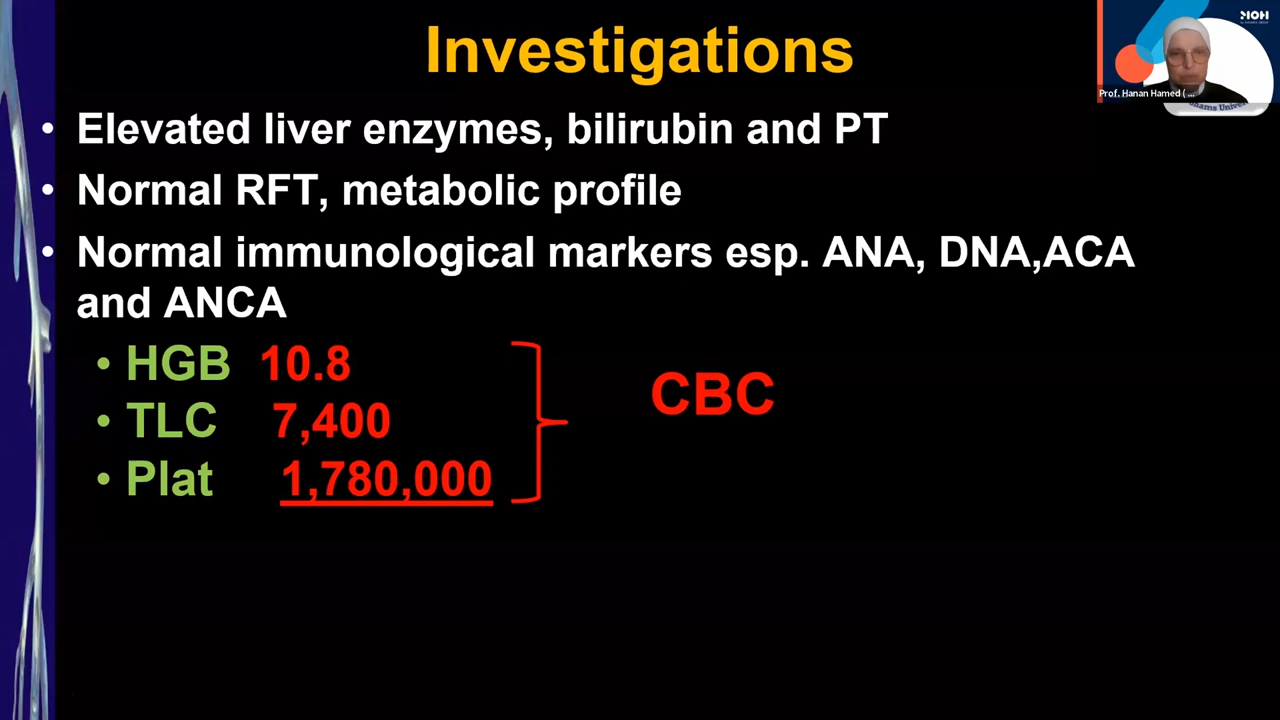 Investigations
• Elevated liver enzymes, bilirubin and PT
• Normal RFT, metabolic profile
• Normal immunological markers esp. ANA, DNA,ACA
and ANCA
• HGB 10.8
• TLC 7,400
• Plat 1,780,000
CBC
Prof. Hanan Hamed ( ...